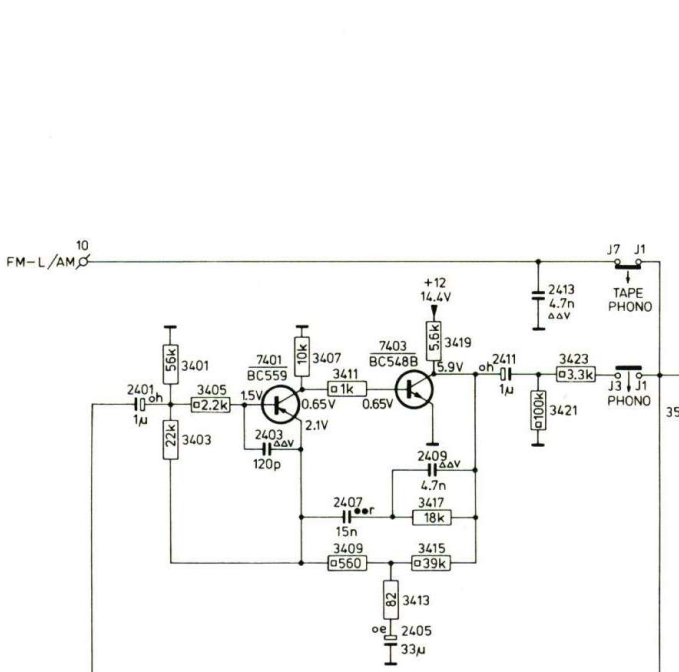 10
FM-L/AM
J7 J1
TAPE
PHONO
2413
4.7n
▵▵V
+12
14.4V
5.6k
3419
7403
BC548B
5.9V
oh 2411
1μ
3423
▫3.3k
J3 J1
PHONO
▫100k
3421
35
56k
3401
7401
BC559
10k
3407
3411
▫1k
0.65V
0.65V
2401 oh
1μ
3405
▫2.2k
1.5V
2.1V
22k
3403
2403 ▵▵V
120p
2409 ▵▵V
4.7n
2407 ●●r
15n
3417
18k
3409
▫560
3415
▫39k
82
3413
oe 2405
33μ